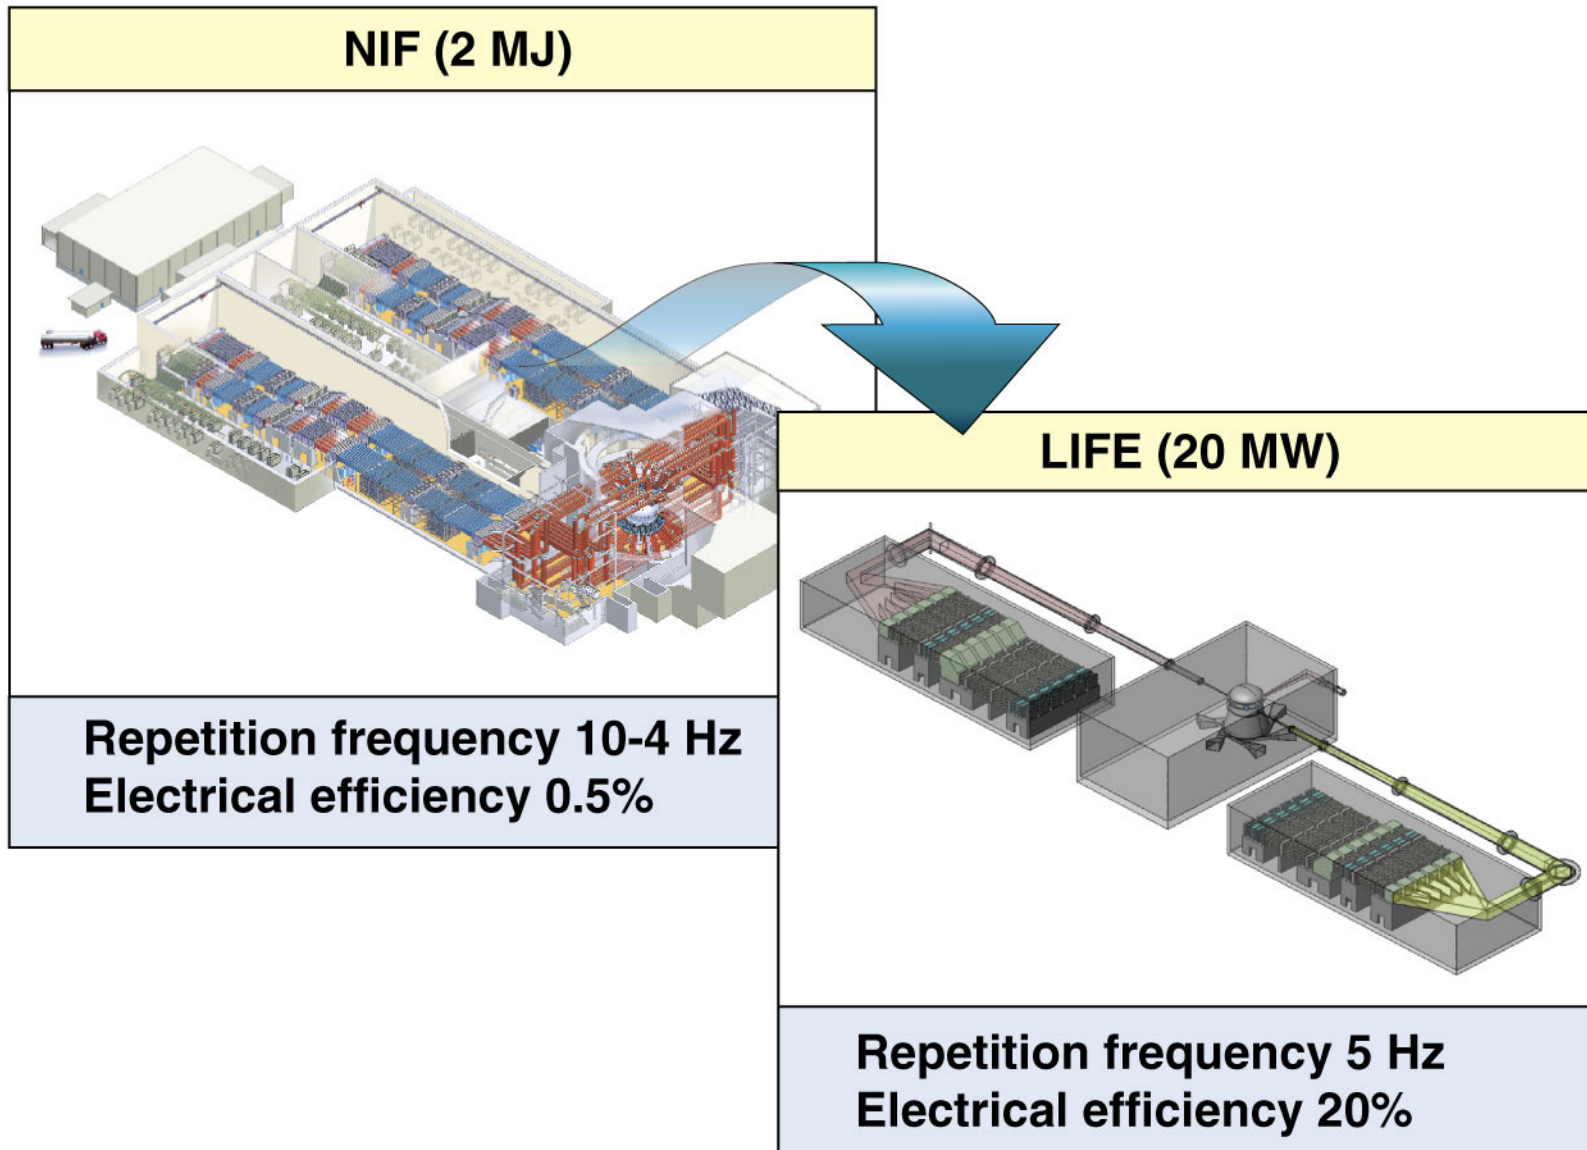 NIF (2 MJ)
Repetition frequency 10-4 Hz
Electrical efficiency 0.5%
LIFE (20 MW)
Repetition frequency 5 Hz
Electrical efficiency 20%